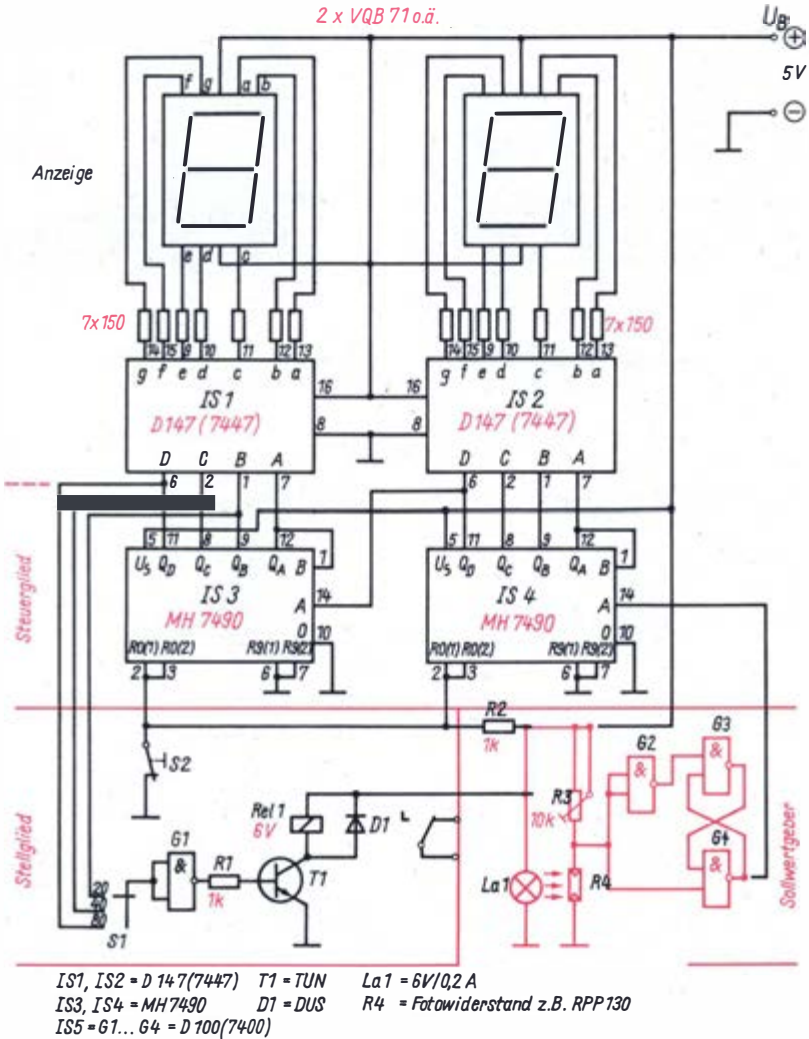 2 x VQB 71 o.ä.
U_B
5V
f g a b
Anzeige
e d c
7x150
7x150
14 15 9 10 11 12 13
14 15 9 10 11 12 13
g f e d c b a
g f e d c b a
IS 1
IS 2
16 16
D147 (7447)
D 147 (7447)
8 8
D C B A
D C B A
6 2 1 7
6 2 1 7
5 11 8 9 12
5 11 8 9 12
U_S Q_D Q_C Q_B Q_A B 1
U_S Q_D Q_C Q_B Q_A B 1
Steuerglied
IS 3
A 14
IS 4
A 14
MH 7490
MH 7490
0 10
0 10
R0(1) R0(2) R9(1) R9(2)
R0(1) R0(2) R9(1) R9(2)
2 3 6 7
2 3 6 7
R2
1k
S2
G2
G3
&
&
Rel 1
6V
D1
L
R3
10k
G1
&
R1
1k
T1
G4
&
La 1
R4
Stellglied
Sollwertgeber
20
S1
IS1, IS2 = D 147(7447) T1 = TUN La 1 = 6V/0,2 A
IS3, IS4 = MH7490 D1 = DUS R4 = Fotowiderstand z.B. RPP130
IS5 = G1... G4 = D 100(7400)